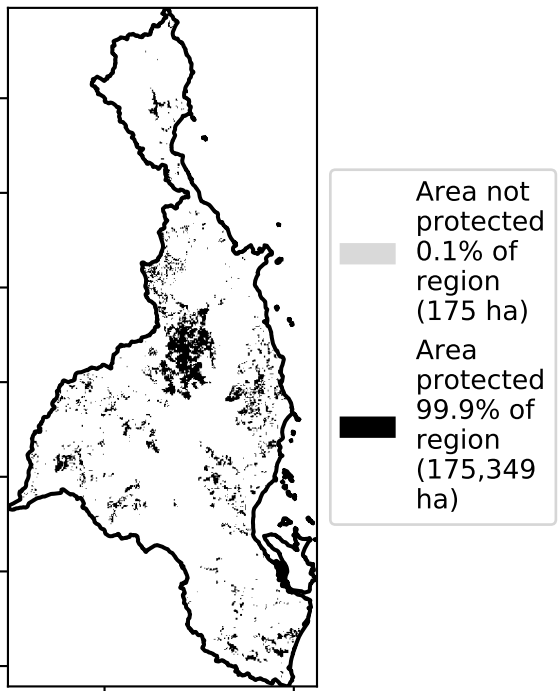 Area not
protected
0.1% of
region
(175 ha)
Area
protected
99.9% of
region
(175,349
ha)